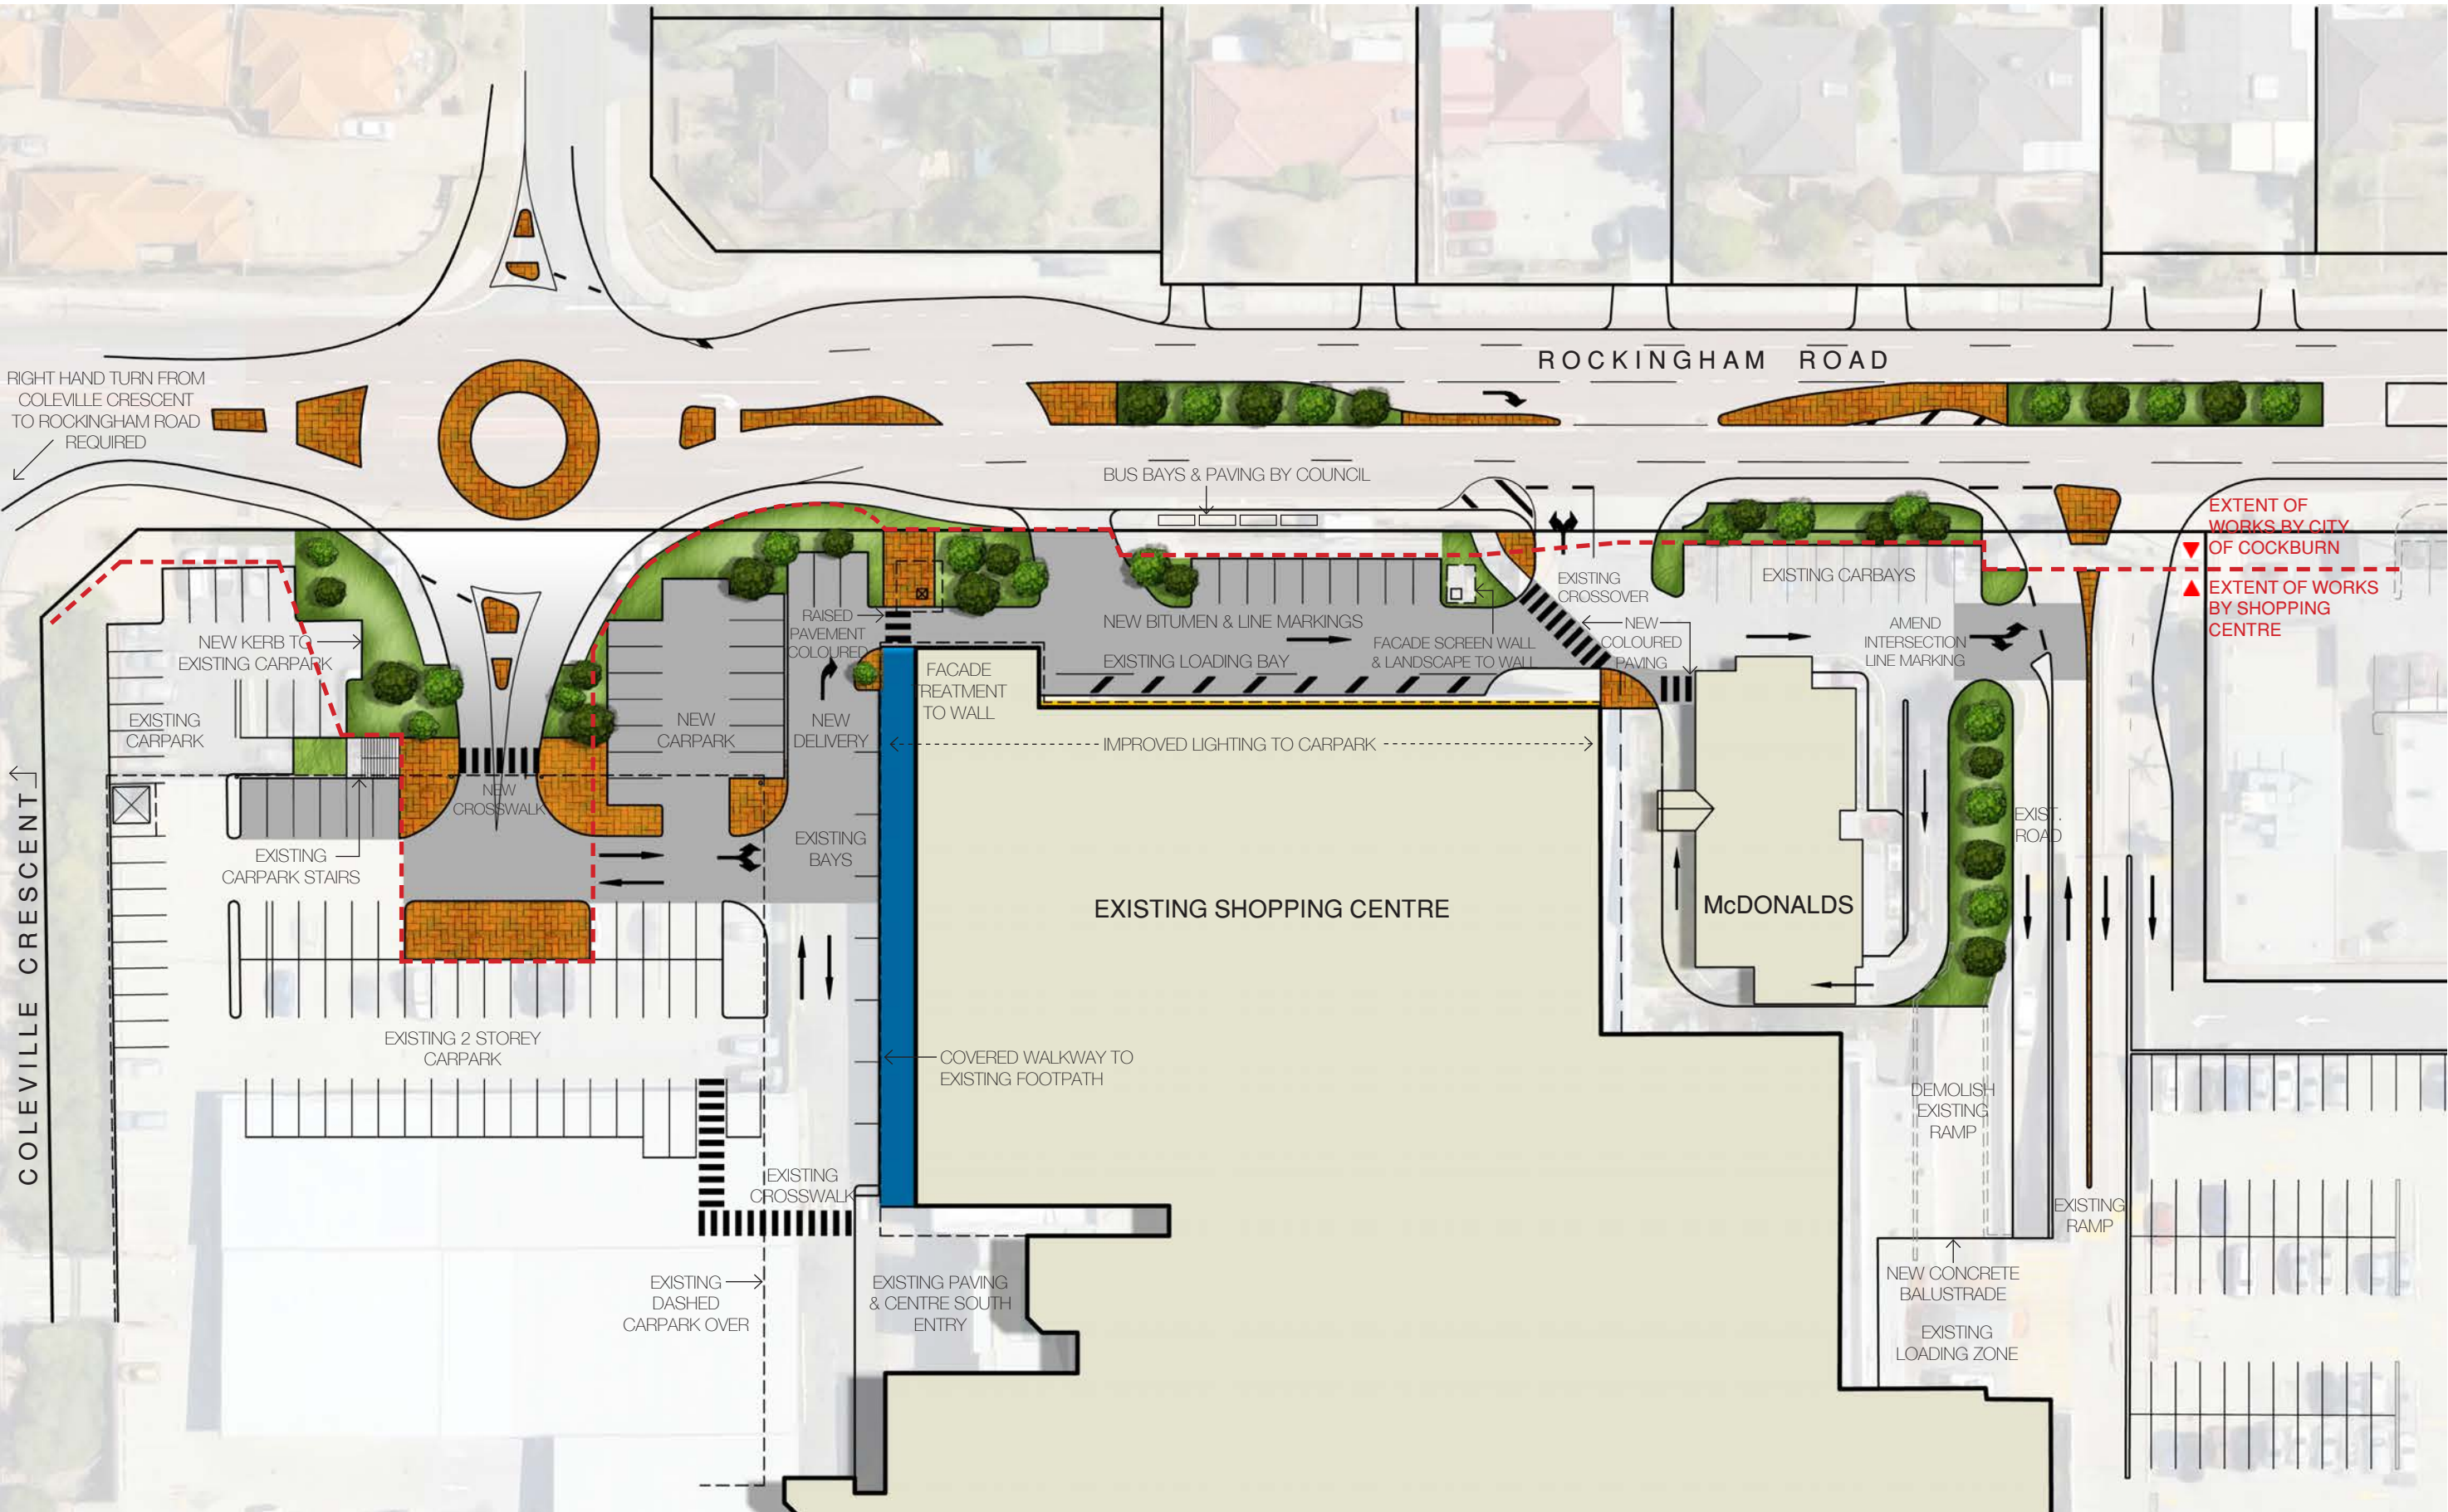 ROCKINGHAM ROAD
RIGHT HAND TURN FROM
COLEVILLE CRESCENT
TO ROCKINGHAM ROAD
REQUIRED
BUS BAYS & PAVING BY COUNCIL
EXTENT OF
WORKS BY CITY
OF COCKBURN
EXTENT OF WORKS
BY SHOPPING
CENTRE
EXISTING
CROSSOVER
EXISTING CARBAYS
NEW KERB TO
EXISTING CARPARK
RAISED
PAVEMENT
COLOURED
NEW BITUMEN & LINE MARKINGS
FACADE SCREEN WALL
& LANDSCAPE TO WALL
NEW
COLOURED
PAVING
AMEND
INTERSECTION
LINE MARKING
EXISTING LOADING BAY
FACADE
TREATMENT
TO WALL
EXISTING
CARPARK
NEW
CARPARK
NEW
DELIVERY
IMPROVED LIGHTING TO CARPARK
NEW
CROSSWALK
EXISTING
CARPARK STAIRS
EXISTING
BAYS
EXIST.
ROAD
EXISTING SHOPPING CENTRE
McDONALDS
COLEVILLE CRESCENT
EXISTING 2 STOREY
CARPARK
COVERED WALKWAY TO
EXISTING FOOTPATH
DEMOLISH
EXISTING
RAMP
EXISTING
CROSSWALK
EXISTING
RAMP
EXISTING
DASHED
CARPARK OVER
EXISTING PAVING
& CENTRE SOUTH
ENTRY
NEW CONCRETE
BALUSTRADE
EXISTING
LOADING ZONE